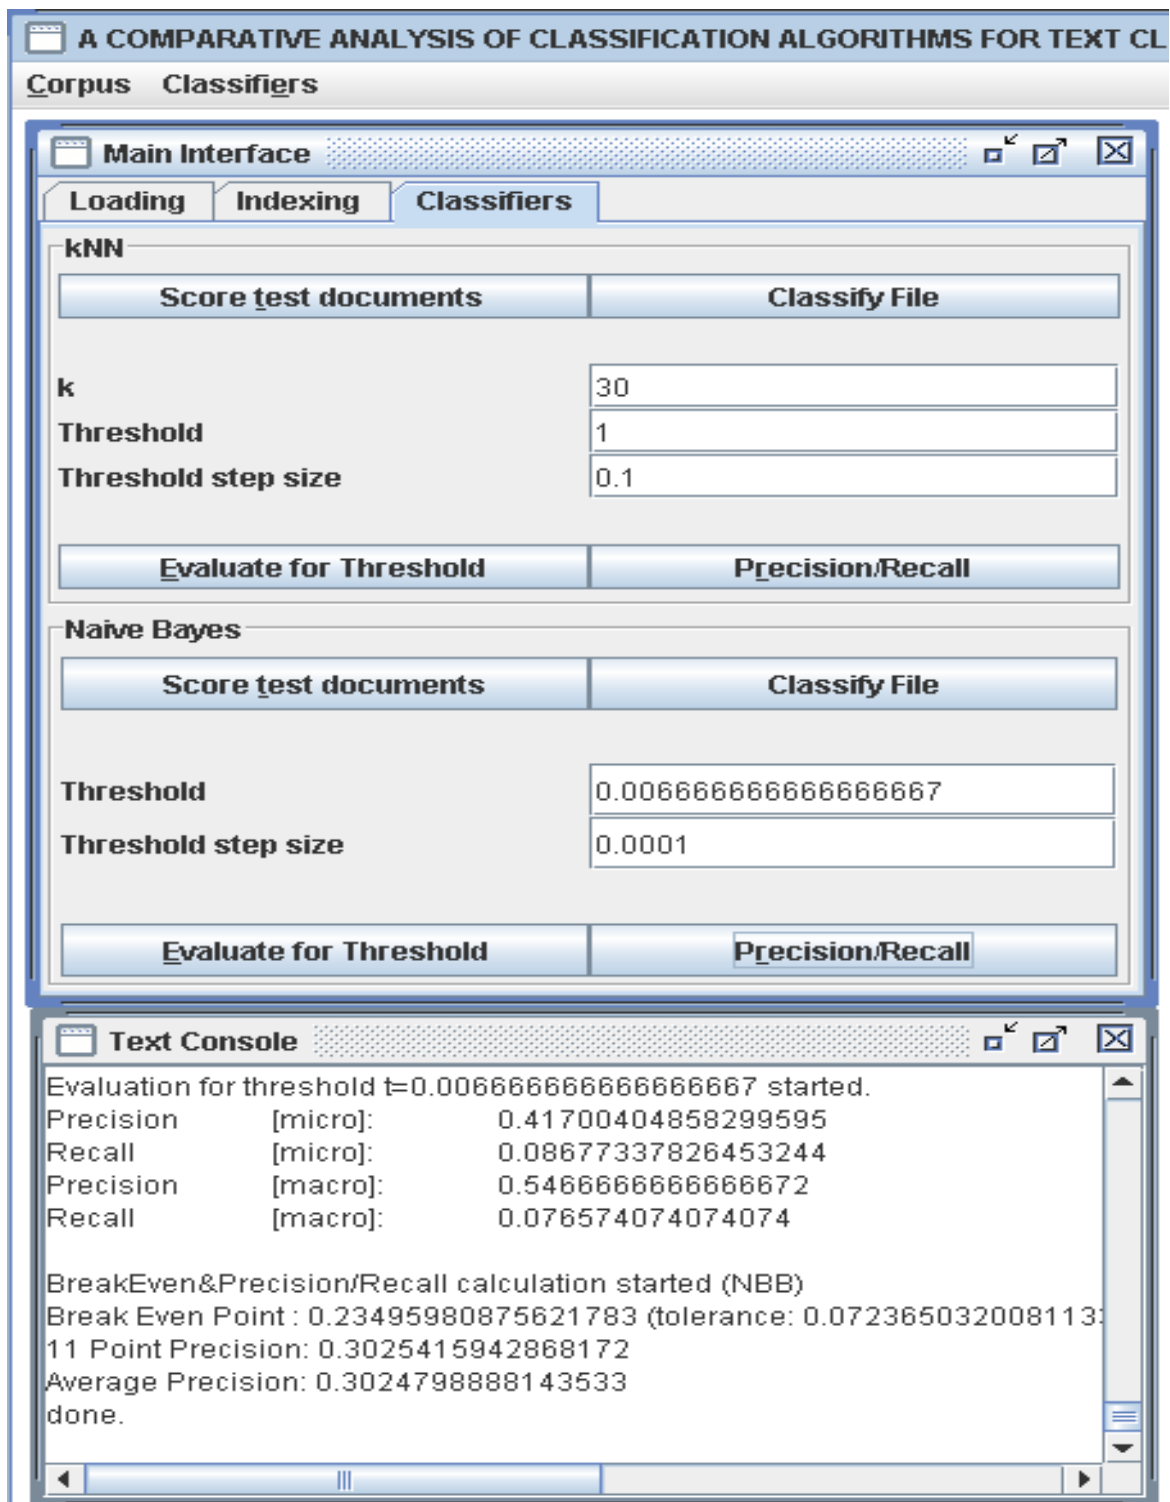 A COMPARATIVE ANALYSIS OF CLASSIFICATION ALGORITHMS FOR TEXT CL
Corpus Classifiers
Main Interface
Loading Indexing Classifiers
kNN
Score test documents Classify File
k 30
Threshold 1
Threshold step size 0.1
Evaluate for Threshold Precision/Recall
Naive Bayes
Score test documents Classify File
Threshold 0.006666666666666667
Threshold step size 0.0001
Evaluate for Threshold Precision/Recall
Text Console
Evaluation for threshold t=0.006666666666666667 started.
Precision [micro]: 0.41700404858299595
Recall [micro]: 0.08677337826453244
Precision [macro]: 0.5466666666666672
Recall [macro]: 0.076574074074074
BreakEven&Precision/Recall calculation started (NBB)
Break Even Point : 0.23495980875621783 (tolerance: 0.0723650320081133
11 Point Precision: 0.3025415942868172
Average Precision: 0.3024798888143533
done.